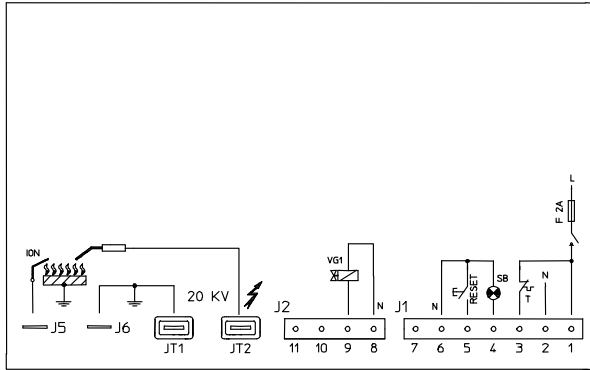 L
F 2A
ION
VG1
RESET
SB
T
N
20 KV
N
N
J5
J6
JT1
JT2
J2
J1
11 10 9 8
7 6 5 4 3 2 1